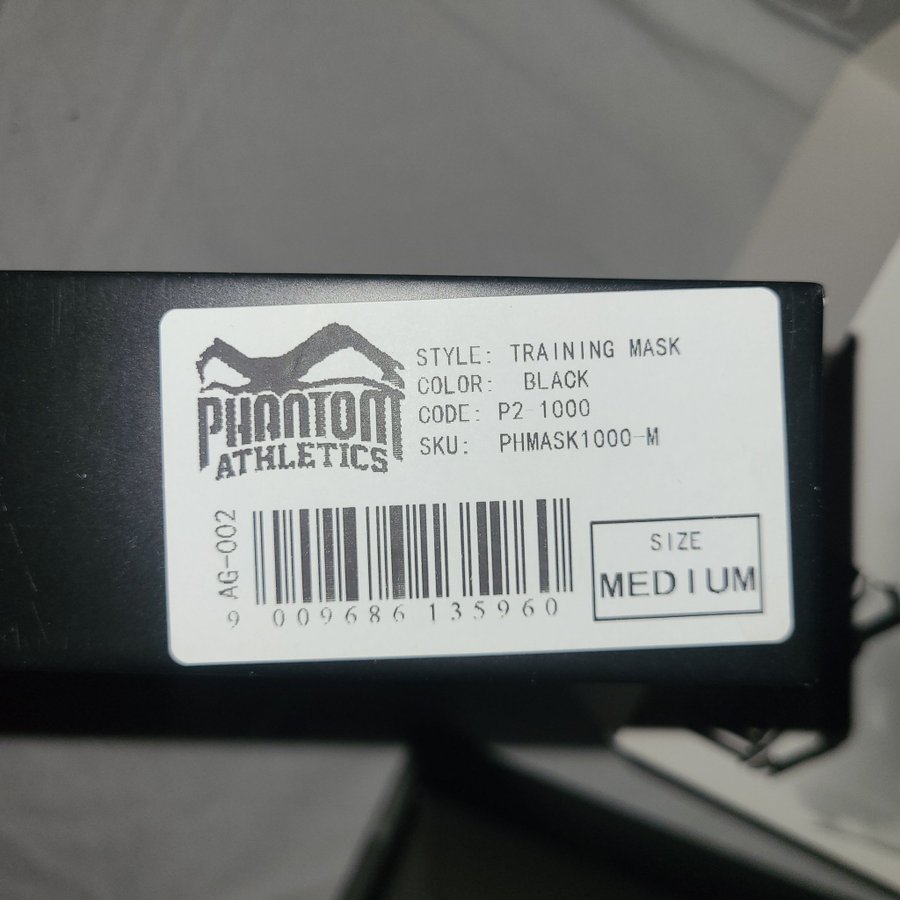 PHANTOM
ATHLETICS
STYLE: TRAINING MASK
COLOR: BLACK
CODE: P2-1000
SKU: PHMASK1000-M
AG-002
9 009686 135960
SIZE
MEDIUM